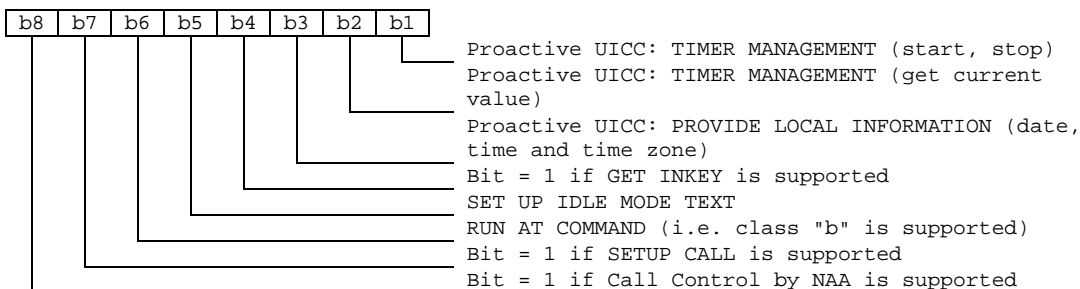 b8 b7 b6 b5 b4 b3 b2 b1
Proactive UICC: TIMER MANAGEMENT (start, stop)
Proactive UICC: TIMER MANAGEMENT (get current
value)
Proactive UICC: PROVIDE LOCAL INFORMATION (date,
time and time zone)
Bit = 1 if GET INKEY is supported
SET UP IDLE MODE TEXT
RUN AT COMMAND (i.e. class "b" is supported)
Bit = 1 if SETUP CALL is supported
Bit = 1 if Call Control by NAA is supported